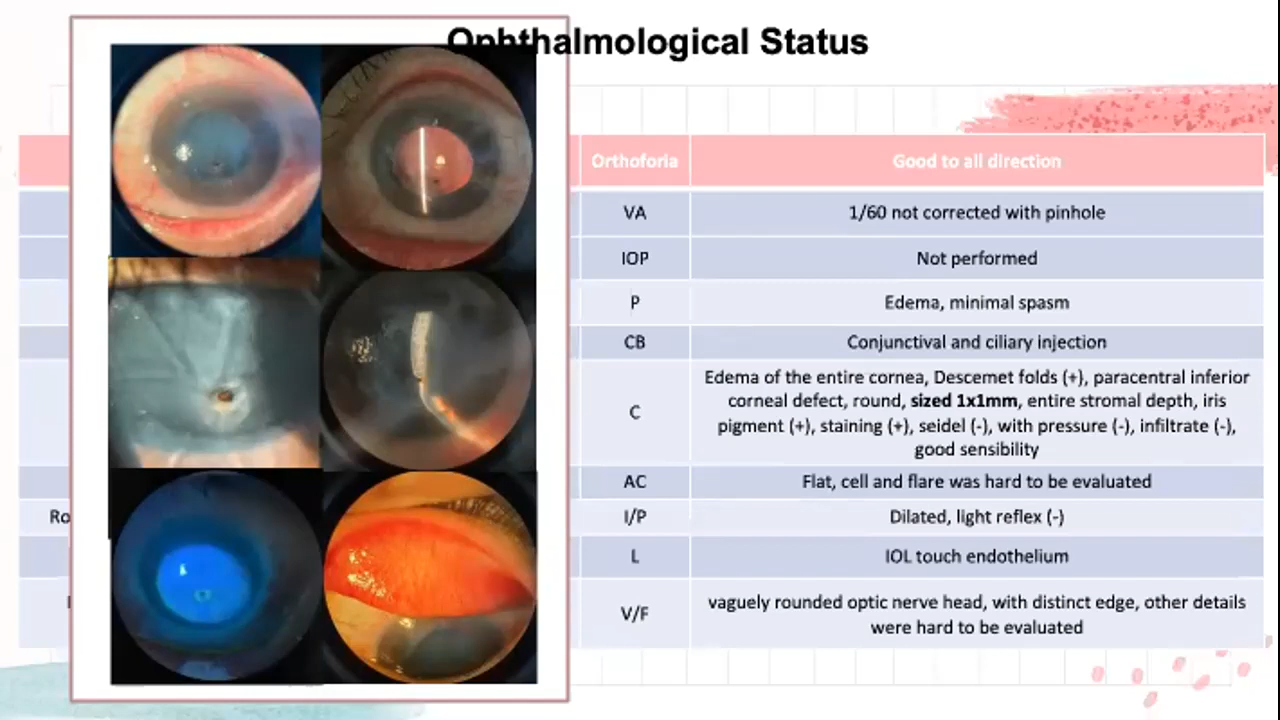 Ophthalmological Status
Orthoforia Good to all direction
VA 1/60 not corrected with pinhole
IOP Not performed
P Edema, minimal spasm
CB Conjunctival and ciliary injection
C Edema of the entire cornea, Descemet folds (+), paracentral inferior
corneal defect, round, sized 1x1mm, entire stromal depth, iris
pigment (+), staining (+), seidel (-), with pressure (-), infiltrate (-),
good sensibility
AC Flat, cell and flare was hard to be evaluated
Ro I/P Dilated, light reflex (-)
L IOL touch endothelium
V/F vaguely rounded optic nerve head, with distinct edge, other details
were hard to be evaluated